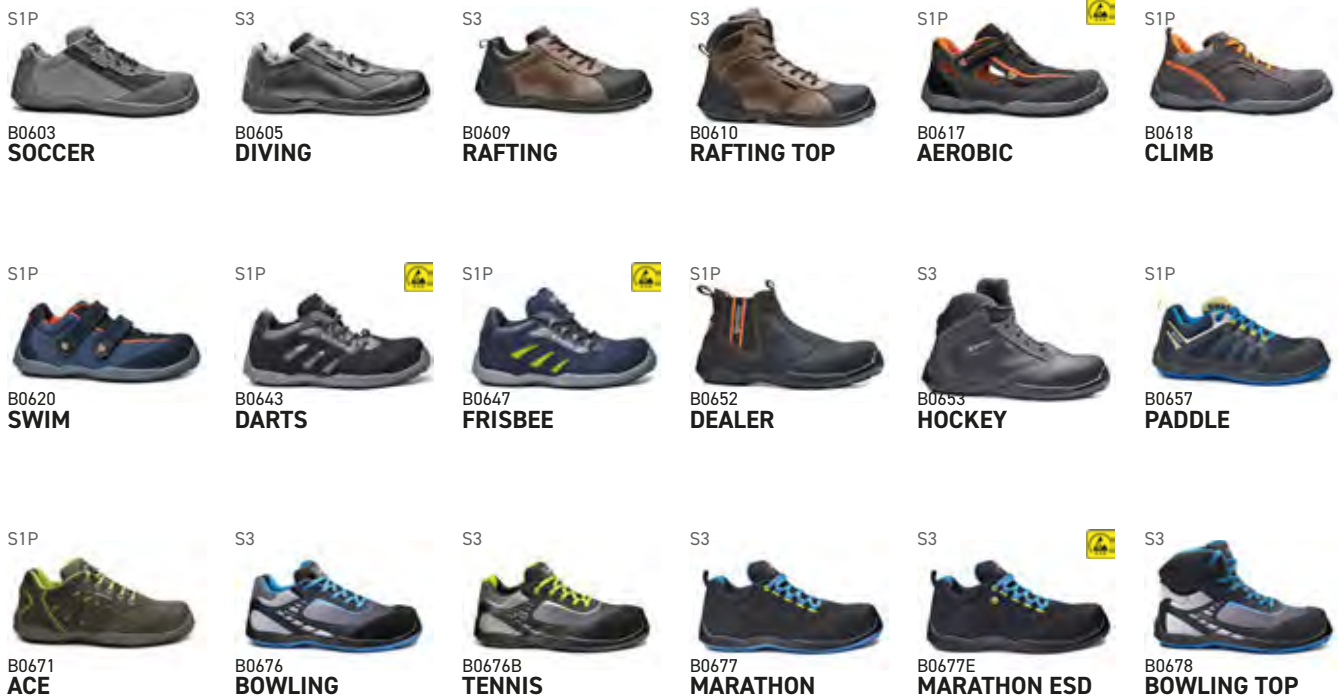 S1P
B0603
SOCCER
S3
B0605
DIVING
S3
B0609
RAFTING
S3
B0610
RAFTING TOP
S1P
B0617
AEROBIC
S1P
B0618
CLIMB
S1P
B0620
SWIM
S1P
B0643
DARTS
S1P
B0647
FRISBEE
S1P
B0652
DEALER
S3
B0653
HOCKEY
S1P
B0657
PADDLE
S1P
B0671
ACE
S3
B0676
BOWLING
S3
B0676B
TENNIS
S3
B0677
MARATHON
S3
B0677E
MARATHON ESD
S3
B0678
BOWLING TOP